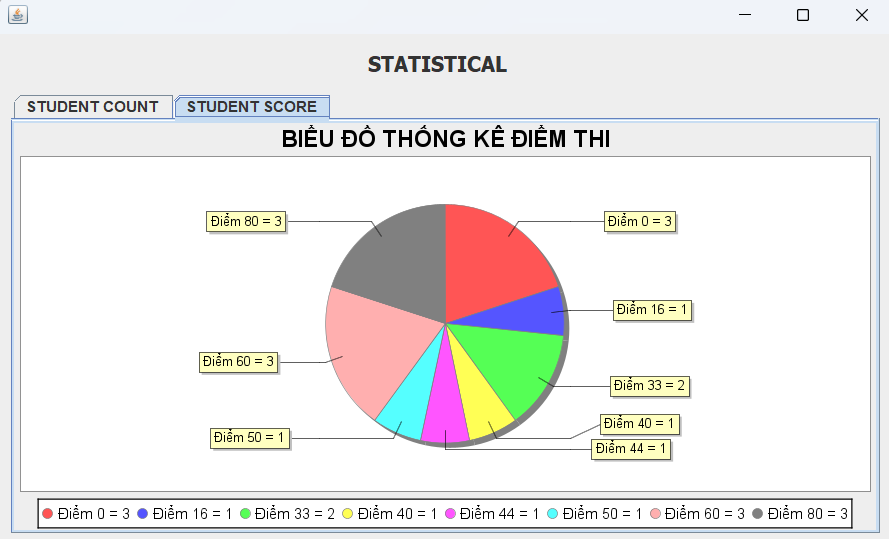 STATISTICAL
STUDENT COUNT STUDENT SCORE
BIỂU ĐỒ THỐNG KÊ ĐIỂM THI
Điểm 80 = 3
Điểm 0 = 3
Điểm 16 = 1
Điểm 60 = 3
Điểm 33 = 2
Điểm 40 = 1
Điểm 50 = 1
Điểm 44 = 1
Điểm 0 = 3 Điểm 16 = 1 Điểm 33 = 2 Điểm 40 = 1 Điểm 44 = 1 Điểm 50 = 1 Điểm 60 = 3 Điểm 80 = 3